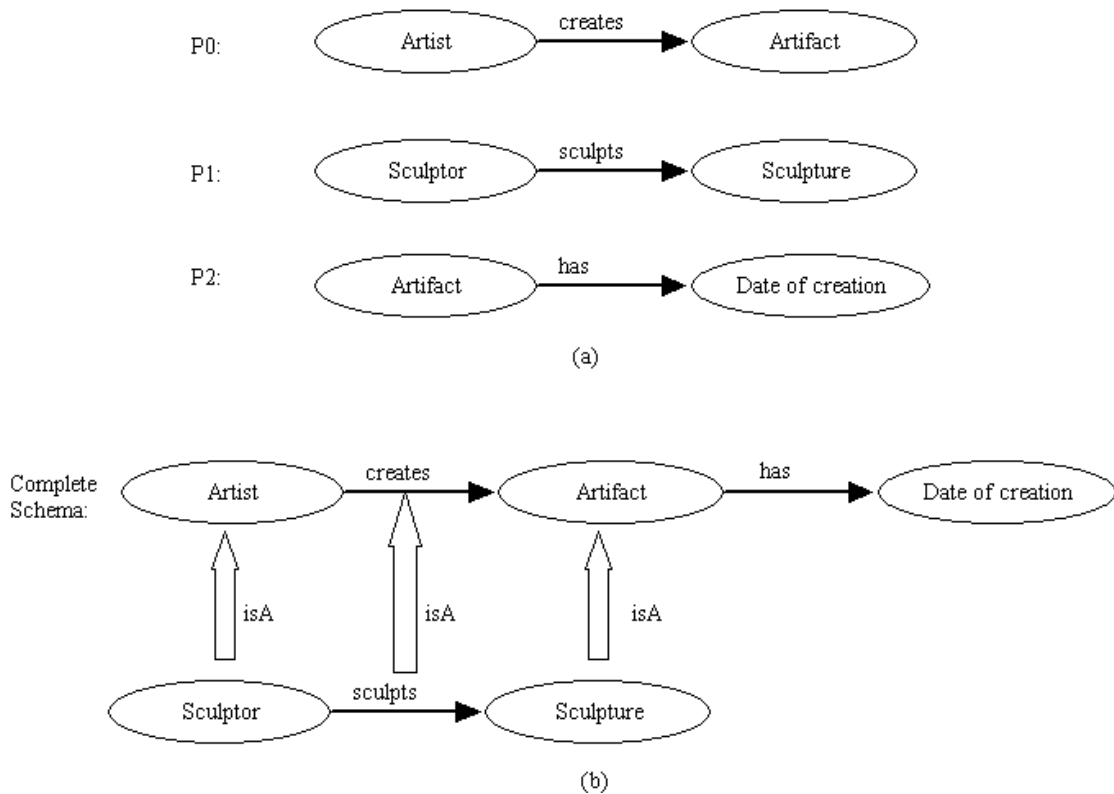 creates
P0:
Artist
Artifact
sculpts
P1:
Sculptor
Sculpture
P2:
has
Artifact
Date of creation
(a)
Complete
Schema:
creates
has
Artist
Artifact
Date of creation
isA
isA
isA
sculpts
Sculptor
Sculpture
(b)